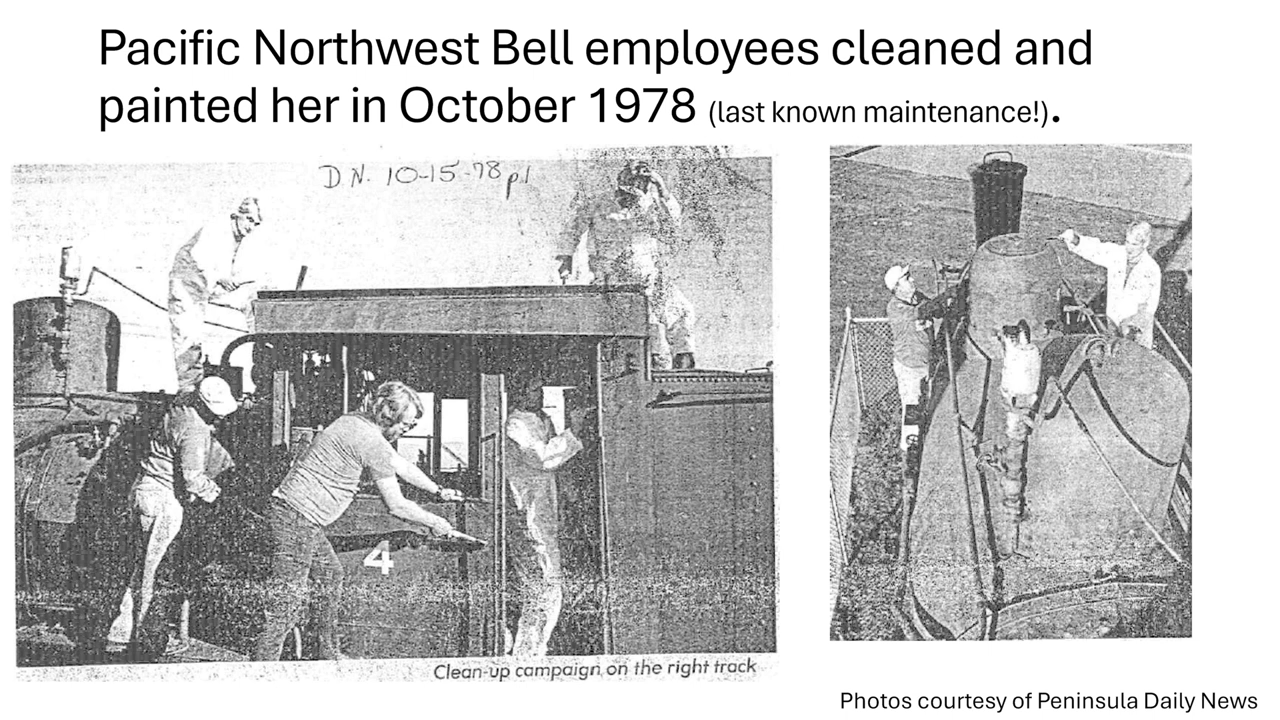 Pacific Northwest Bell employees cleaned and
painted her in October 1978 (last known maintenance!).
D.N. 10-15-78 p.1
4
Clean-up campaign on the right track
Photos courtesy of Peninsula Daily News